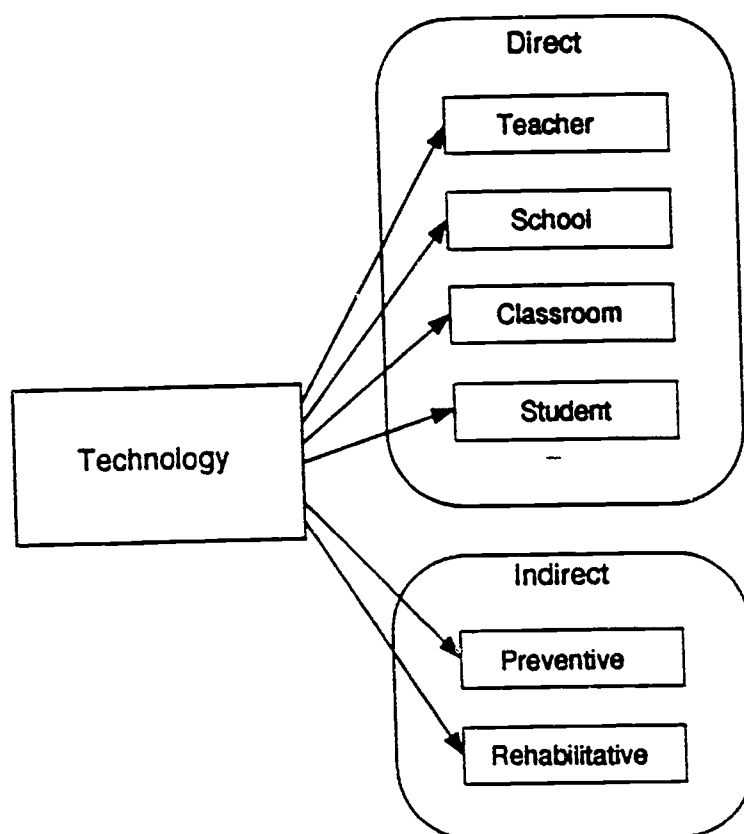 Direct
Teacher
School
Classroom
Student
Technology
Indirect
Preventive
Rehabilitative